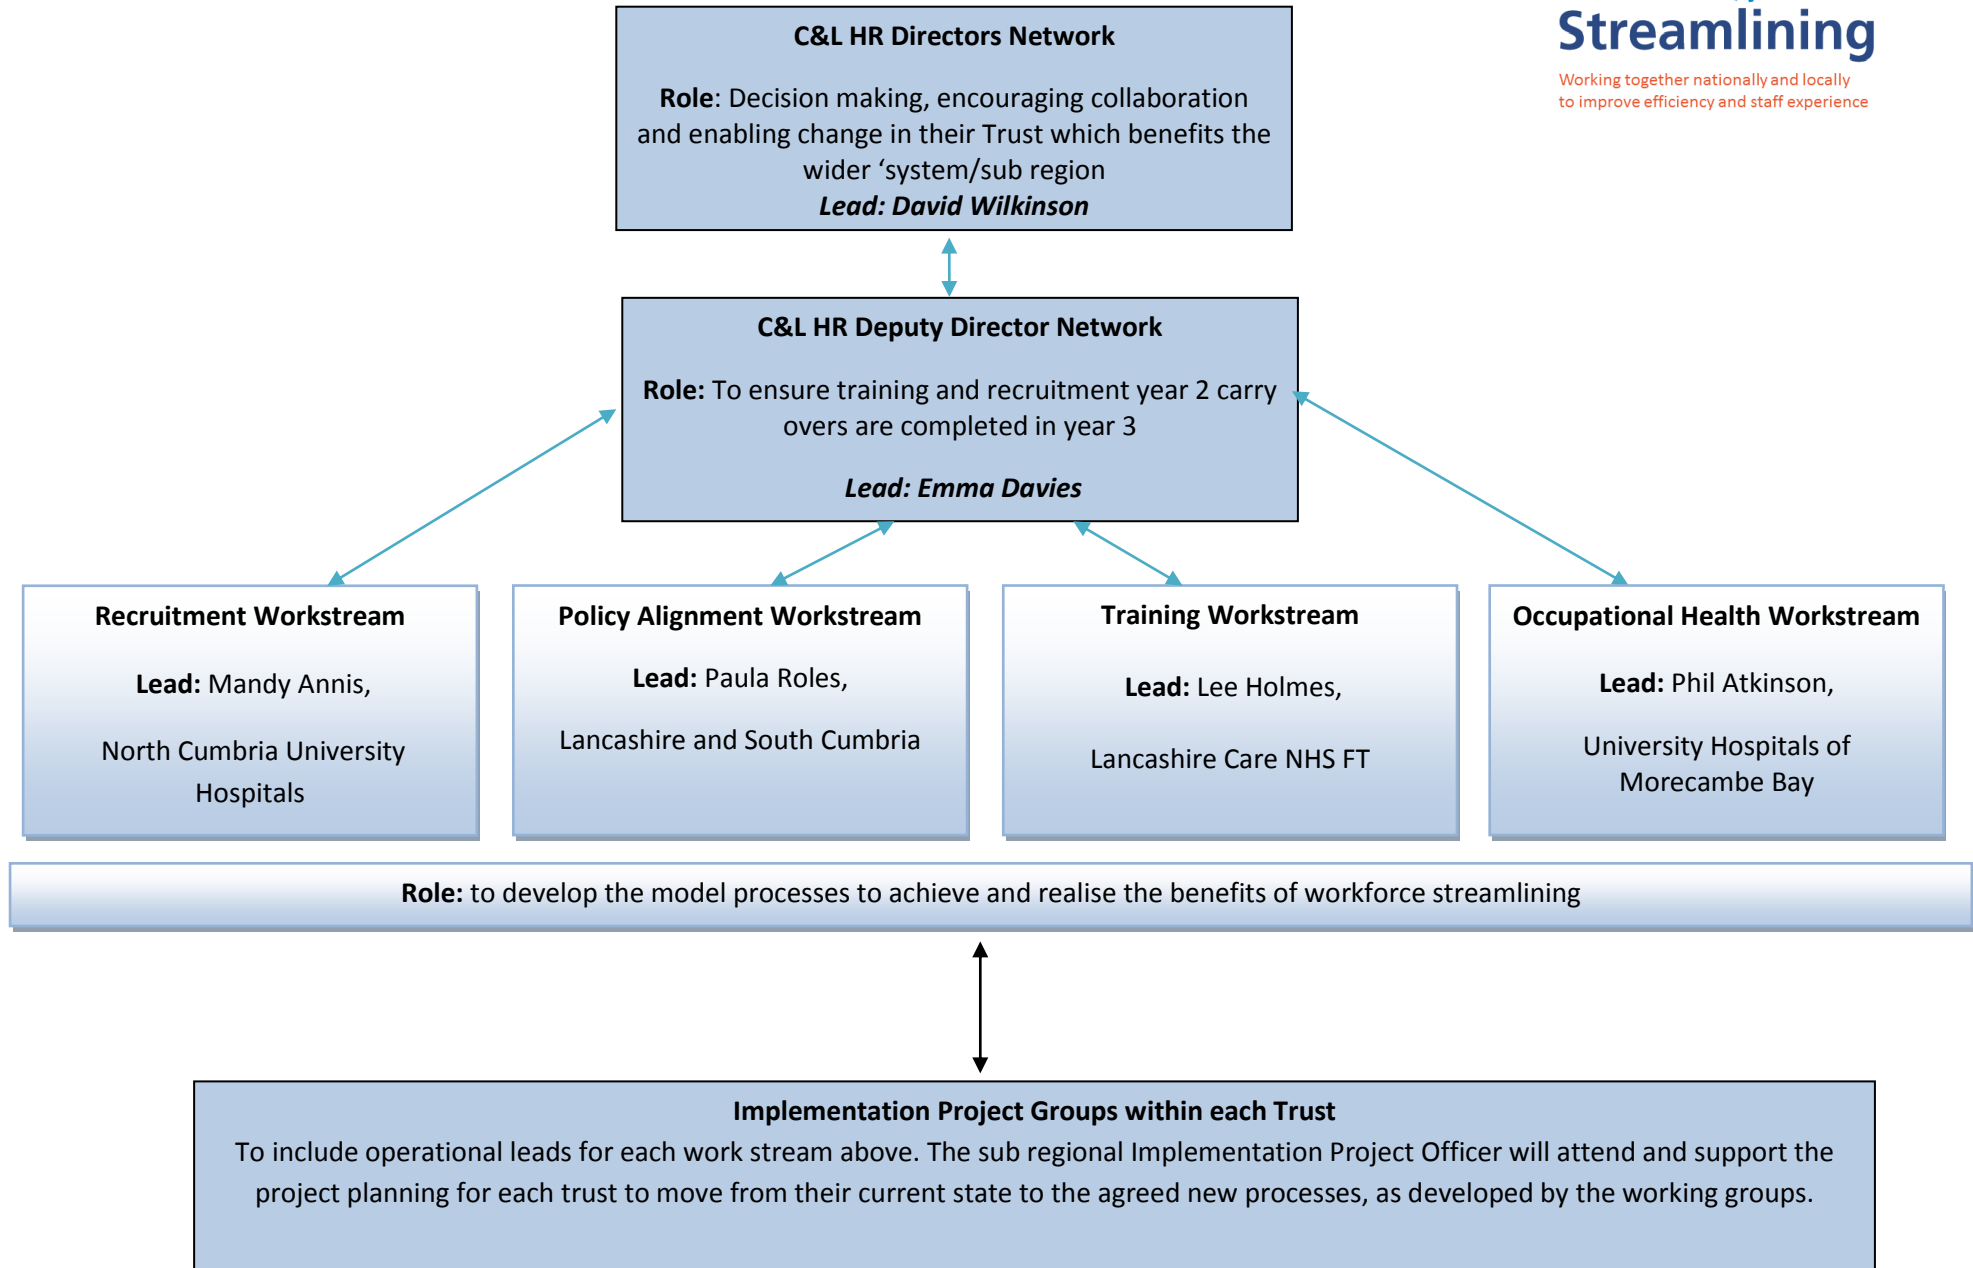 C&L HR Directors Network
Role: Decision making, encouraging collaboration
and enabling change in their Trust which benefits the
wider ‘system/sub region
Lead: David Wilkinson
Streamlining
Working together nationally and locally
to improve efficiency and staff experience
C&L HR Deputy Director Network
Role: To ensure training and recruitment year 2 carry
overs are completed in year 3
Lead: Emma Davies
Recruitment Workstream
Lead: Mandy Annis,
North Cumbria University
Hospitals
Policy Alignment Workstream
Lead: Paula Roles,
Lancashire and South Cumbria
Training Workstream
Lead: Lee Holmes,
Lancashire Care NHS FT
Occupational Health Workstream
Lead: Phil Atkinson,
University Hospitals of
Morecambe Bay
Role: to develop the model processes to achieve and realise the benefits of workforce streamlining
Implementation Project Groups within each Trust
To include operational leads for each work stream above. The sub regional Implementation Project Officer will attend and support the
project planning for each trust to move from their current state to the agreed new processes, as developed by the working groups.